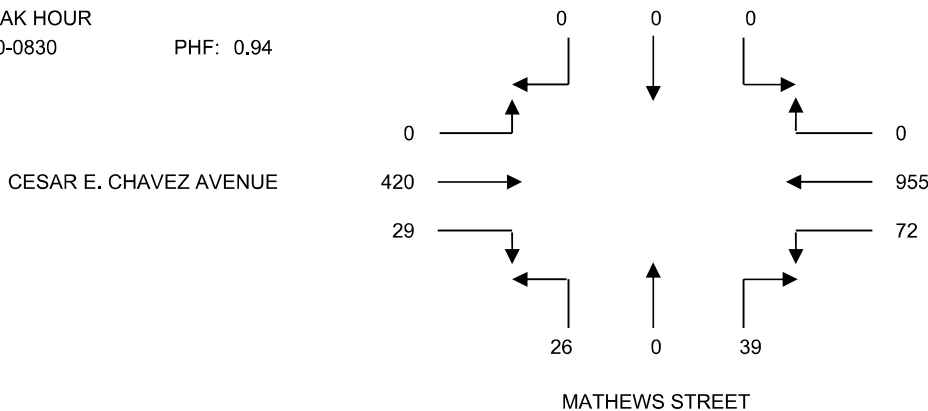 AK HOUR
0-0830 PHF: 0.94
0 0 0
0 0
CESAR E. CHAVEZ AVENUE 420 955
29 72
26 0 39
MATHEWS STREET